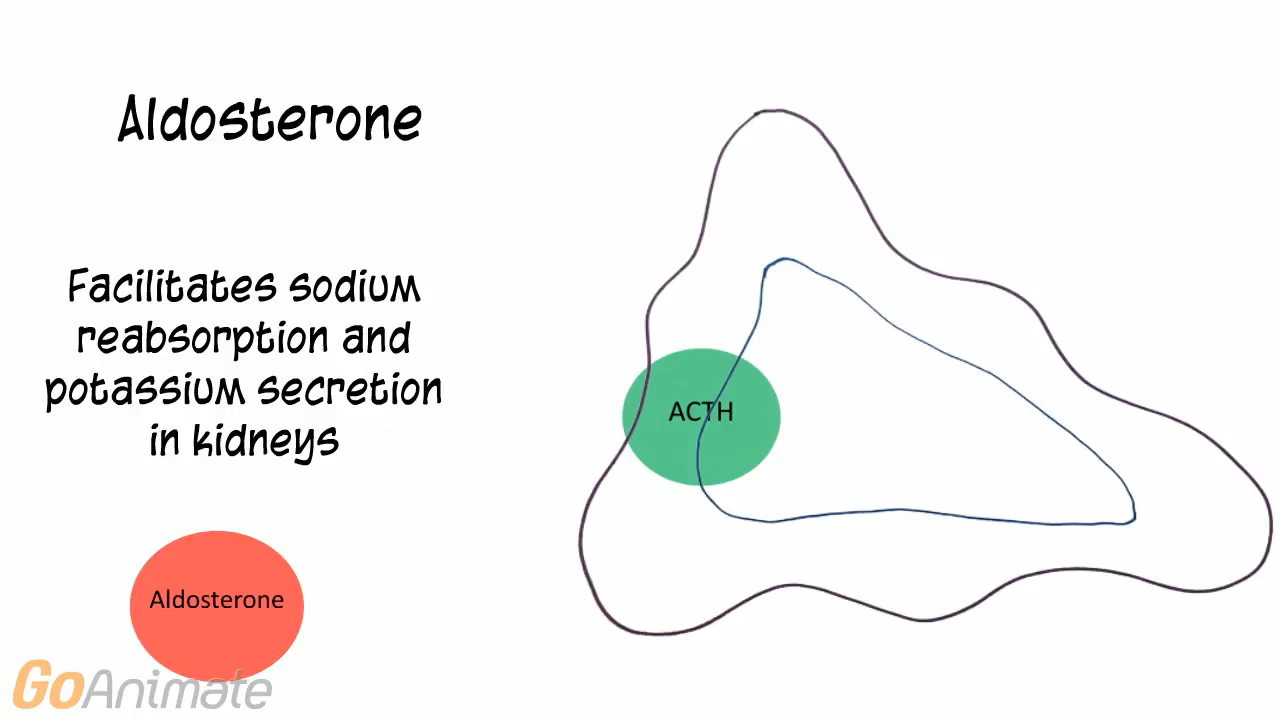 Aldosterone
Facilitates sodium
reabsorption and
potassium secretion
in kidneys
ACTH
Aldosterone
GoAnimate